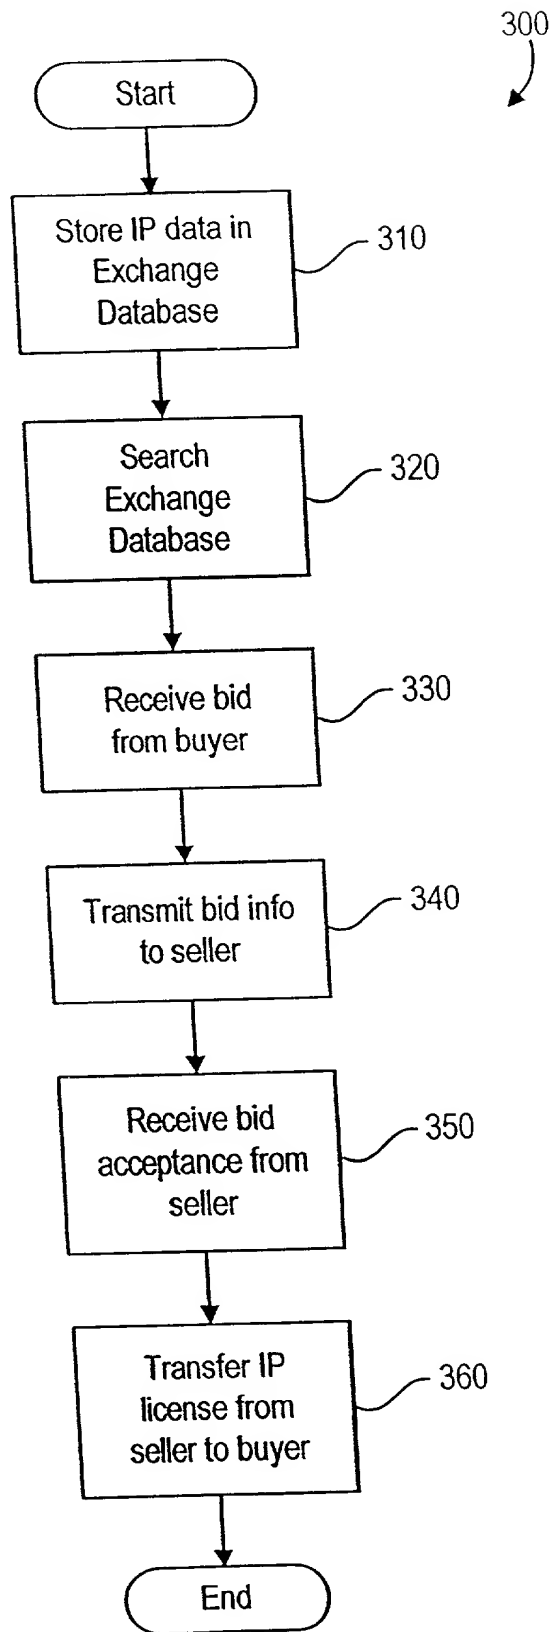 300
Start
Store IP data in
Exchange
Database
310
Search
Exchange
Database
320
Receive bid
from buyer
330
Transmit bid info
to seller
340
Receive bid
acceptance from
seller
350
Transfer IP
license from
seller to buyer
360
End